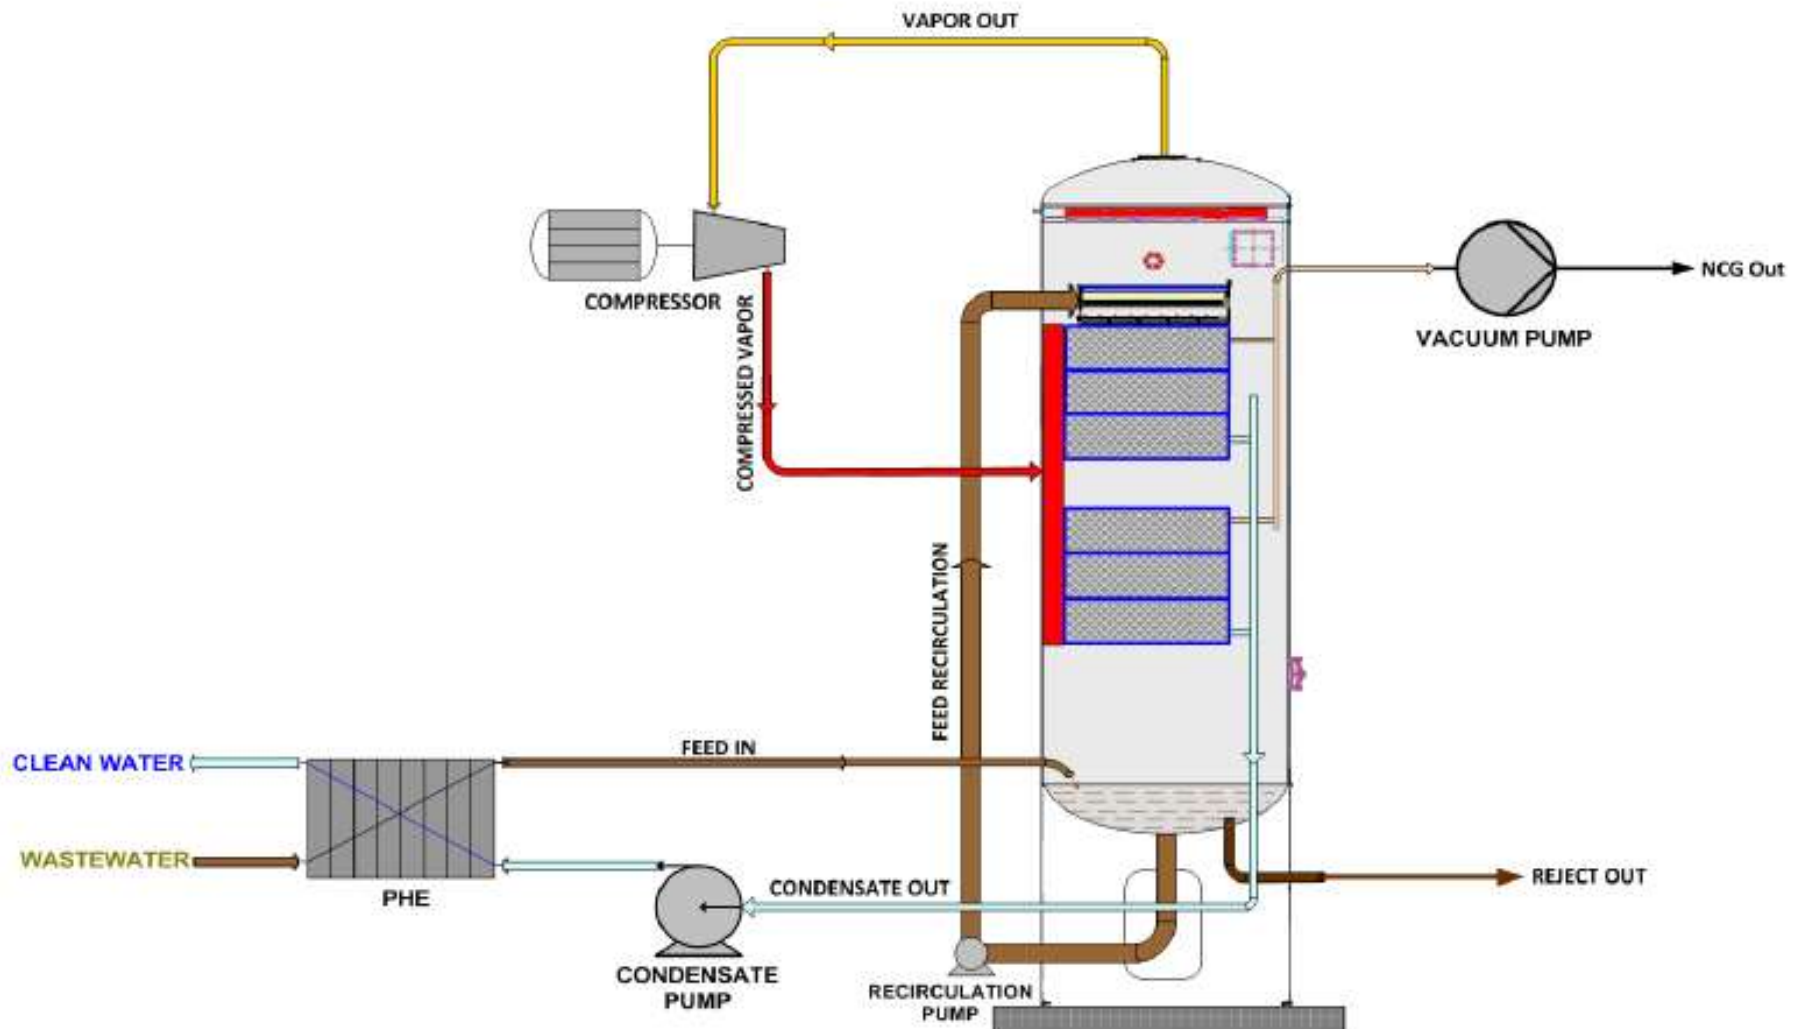 VAPOR OUT
COMPRESSOR
COMPRESSED VAPOR
NCG Out
VACUUM PUMP
FEED RECIRCULATION
FEED IN
CLEAN WATER
WASTEWATER
PHE
CONDENSATE OUT
REJECT OUT
CONDENSATE
PUMP
RECIRCULATION
PUMP